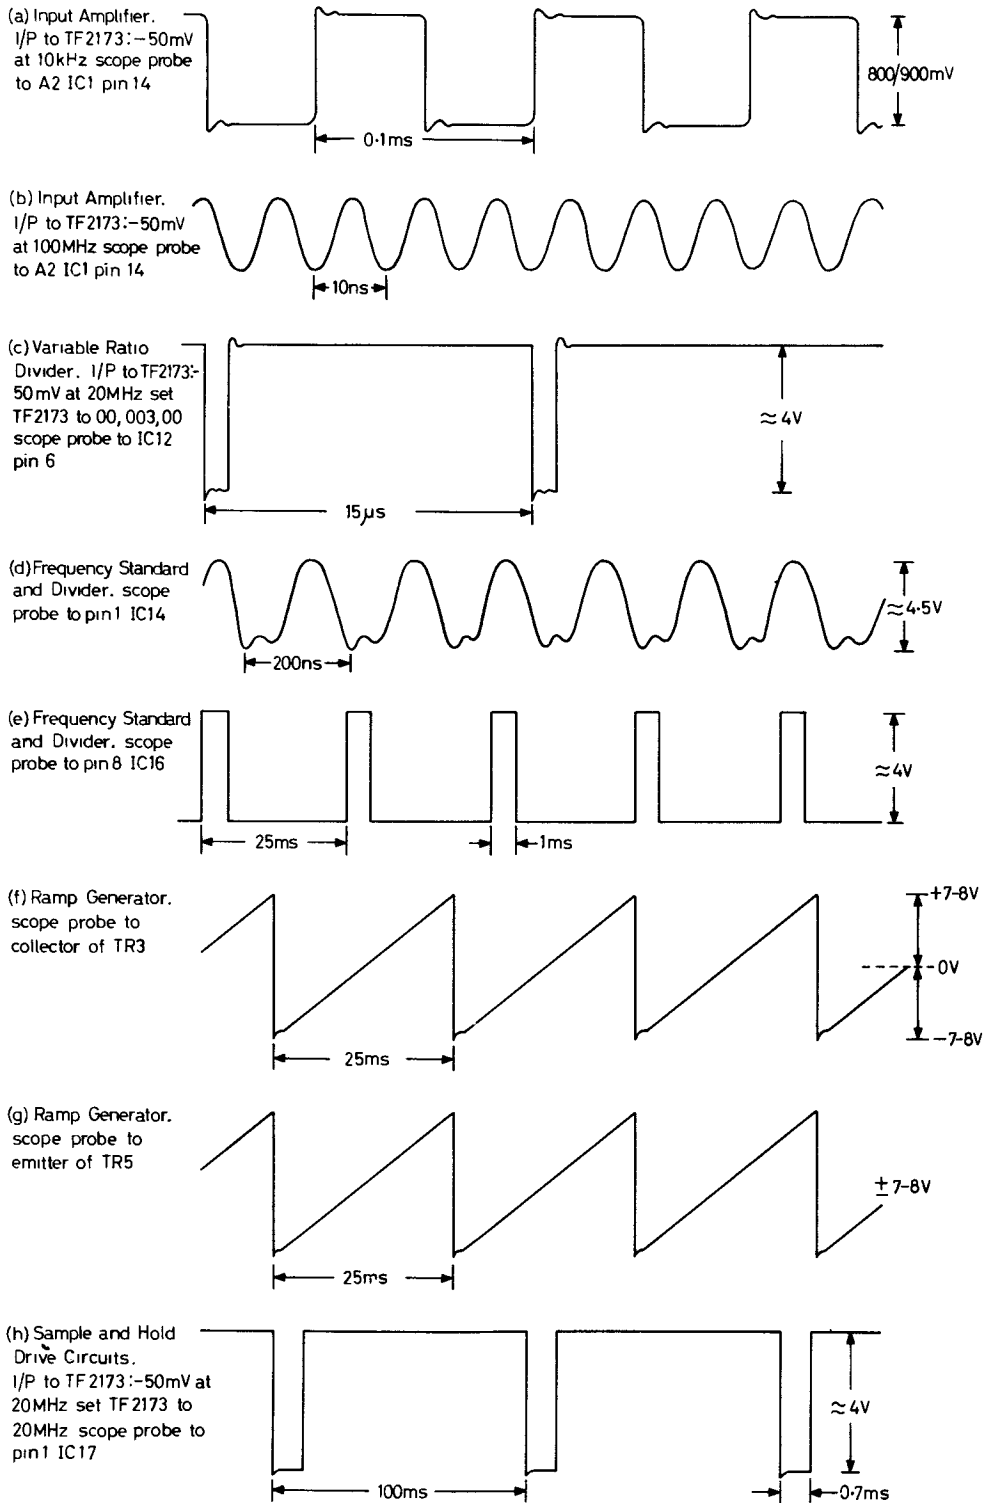 (a) Input Amplifier.
I/P to TF2173:-50mV
at 10kHz scope probe
to A2 IC1 pin 14
800/900mV
0·1ms
(b) Input Amplifier.
I/P to TF2173:-50mV
at 100MHz scope probe
to A2 IC1 pin 14
10ns
(c) Variable Ratio
Divider. I/P to TF2173:-
50mV at 20MHz set
TF2173 to 00,003,00
scope probe to IC12
pin 6
≈4V
15µs
(d) Frequency Standard
and Divider. scope
probe to pin 1 IC14
≈4·5V
200ns
(e) Frequency Standard
and Divider. scope
probe to pin 8 IC16
≈4V
25ms
1ms
(f) Ramp Generator.
scope probe to
collector of TR3
+7-8V
0V
-7-8V
25ms
(g) Ramp Generator.
scope probe to
emitter of TR5
±7-8V
25ms
(h) Sample and Hold
Drive Circuits.
I/P to TF2173:-50mV at
20MHz set TF2173 to
20MHz scope probe to
pin 1 IC17
≈4V
100ms
0·7ms